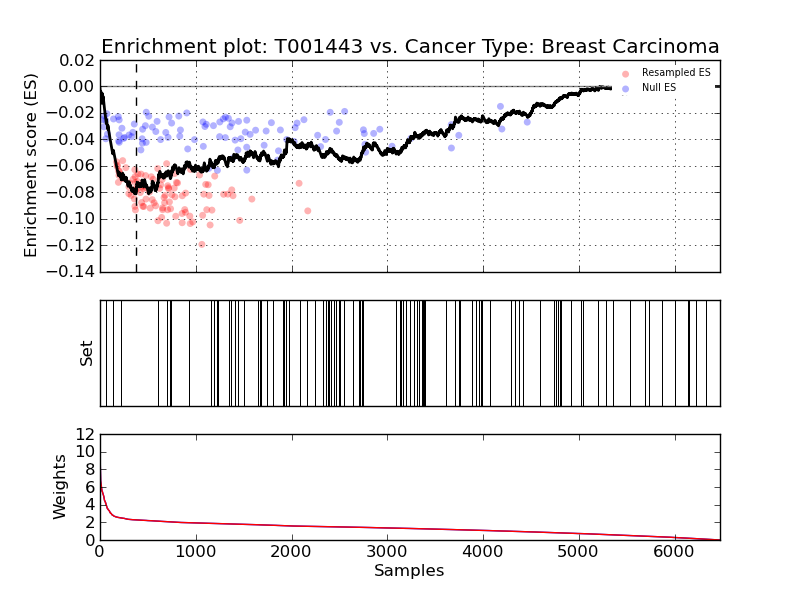 Enrichment plot: T001443 vs. Cancer Type: Breast Carcinoma
Enrichment score (ES)
0.02
0.00
−0.02
−0.04
−0.06
−0.08
−0.10
−0.12
−0.14
Resampled ES
Null ES
Set
Weights
12
10
8
6
4
2
0
0 1000 2000 3000 4000 5000 6000
Samples